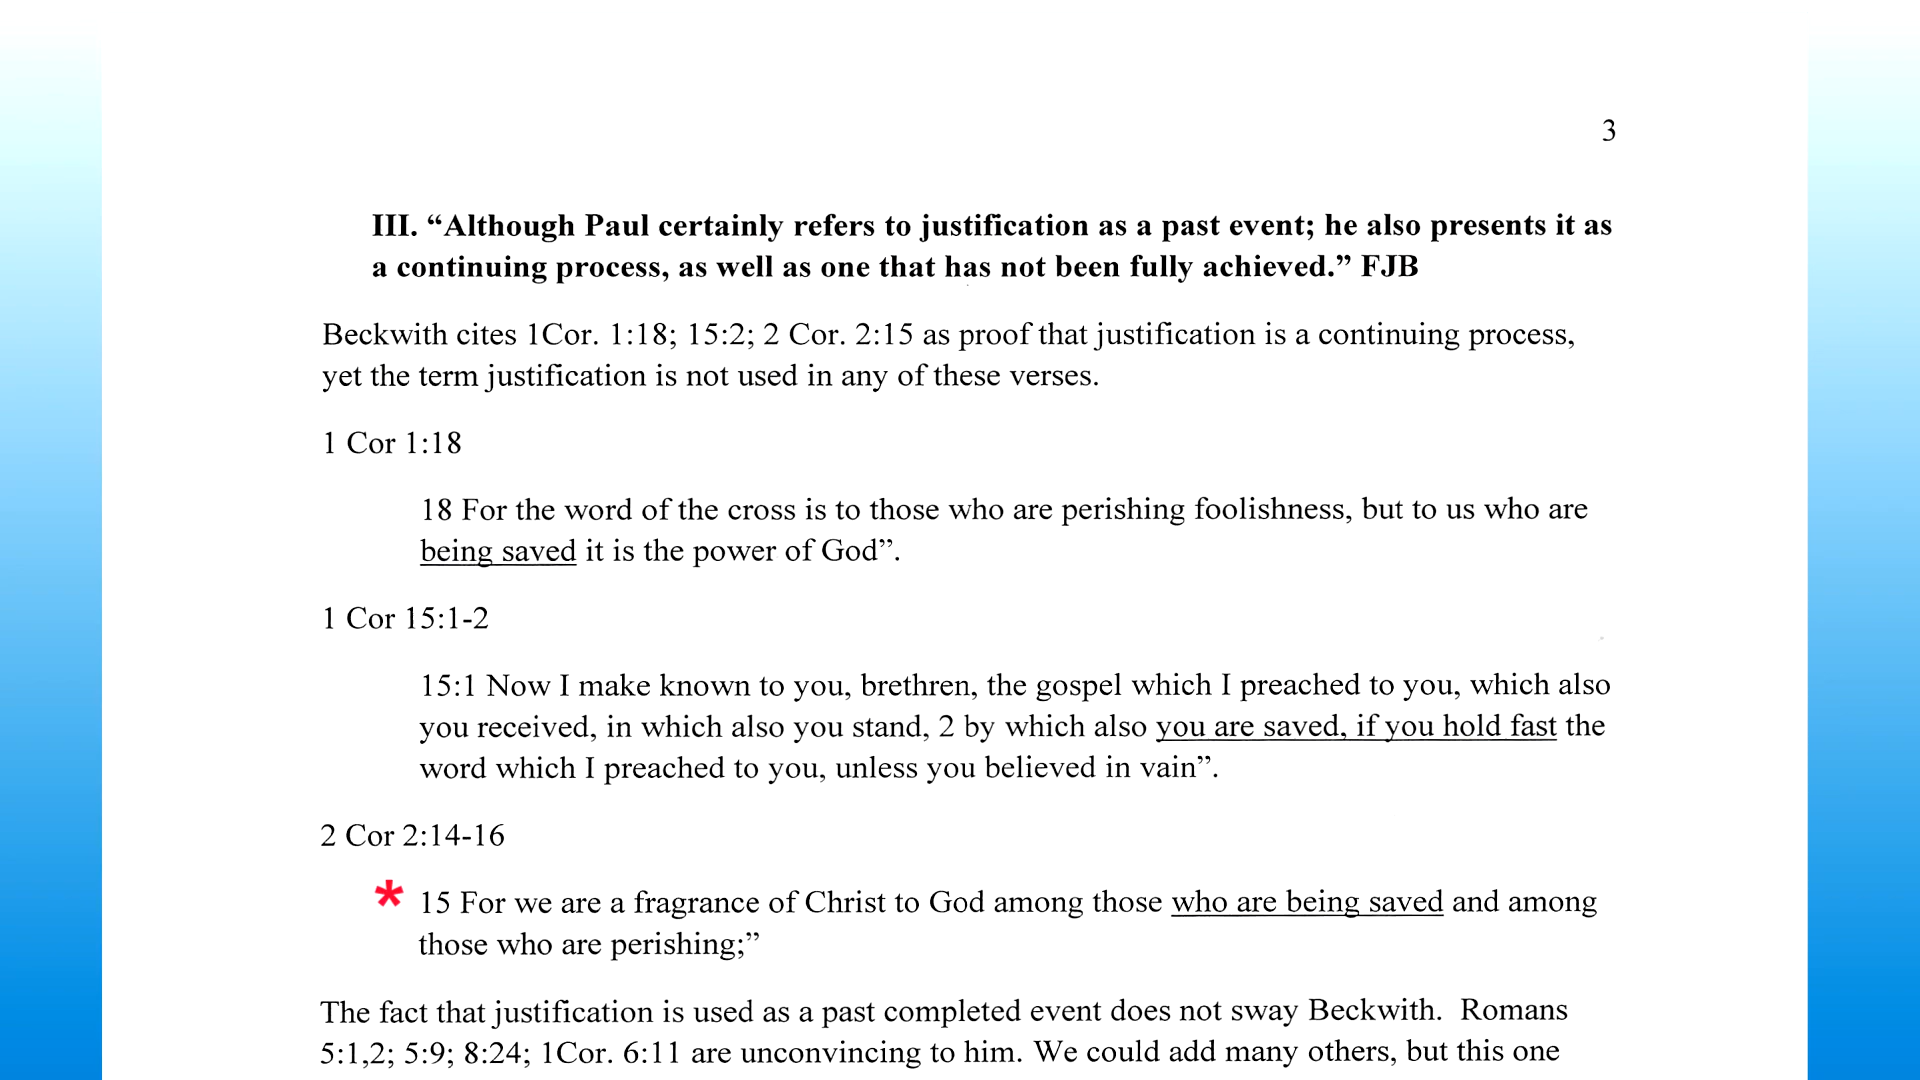 3
III. “Although Paul certainly refers to justification as a past event; he also presents it as
a continuing process, as well as one that has not been fully achieved.” FJB
Beckwith cites 1Cor. 1:18; 15:2; 2 Cor. 2:15 as proof that justification is a continuing process,
yet the term justification is not used in any of these verses.
1 Cor 1:18
18 For the word of the cross is to those who are perishing foolishness, but to us who are
being saved it is the power of God”.
1 Cor 15:1-2
15:1 Now I make known to you, brethren, the gospel which I preached to you, which also
you received, in which also you stand, 2 by which also you are saved, if you hold fast the
word which I preached to you, unless you believed in vain”.
2 Cor 2:14-16
* 15 For we are a fragrance of Christ to God among those who are being saved and among
those who are perishing;”
The fact that justification is used as a past completed event does not sway Beckwith.  Romans
5:1,2; 5:9; 8:24; 1Cor. 6:11 are unconvincing to him. We could add many others, but this one